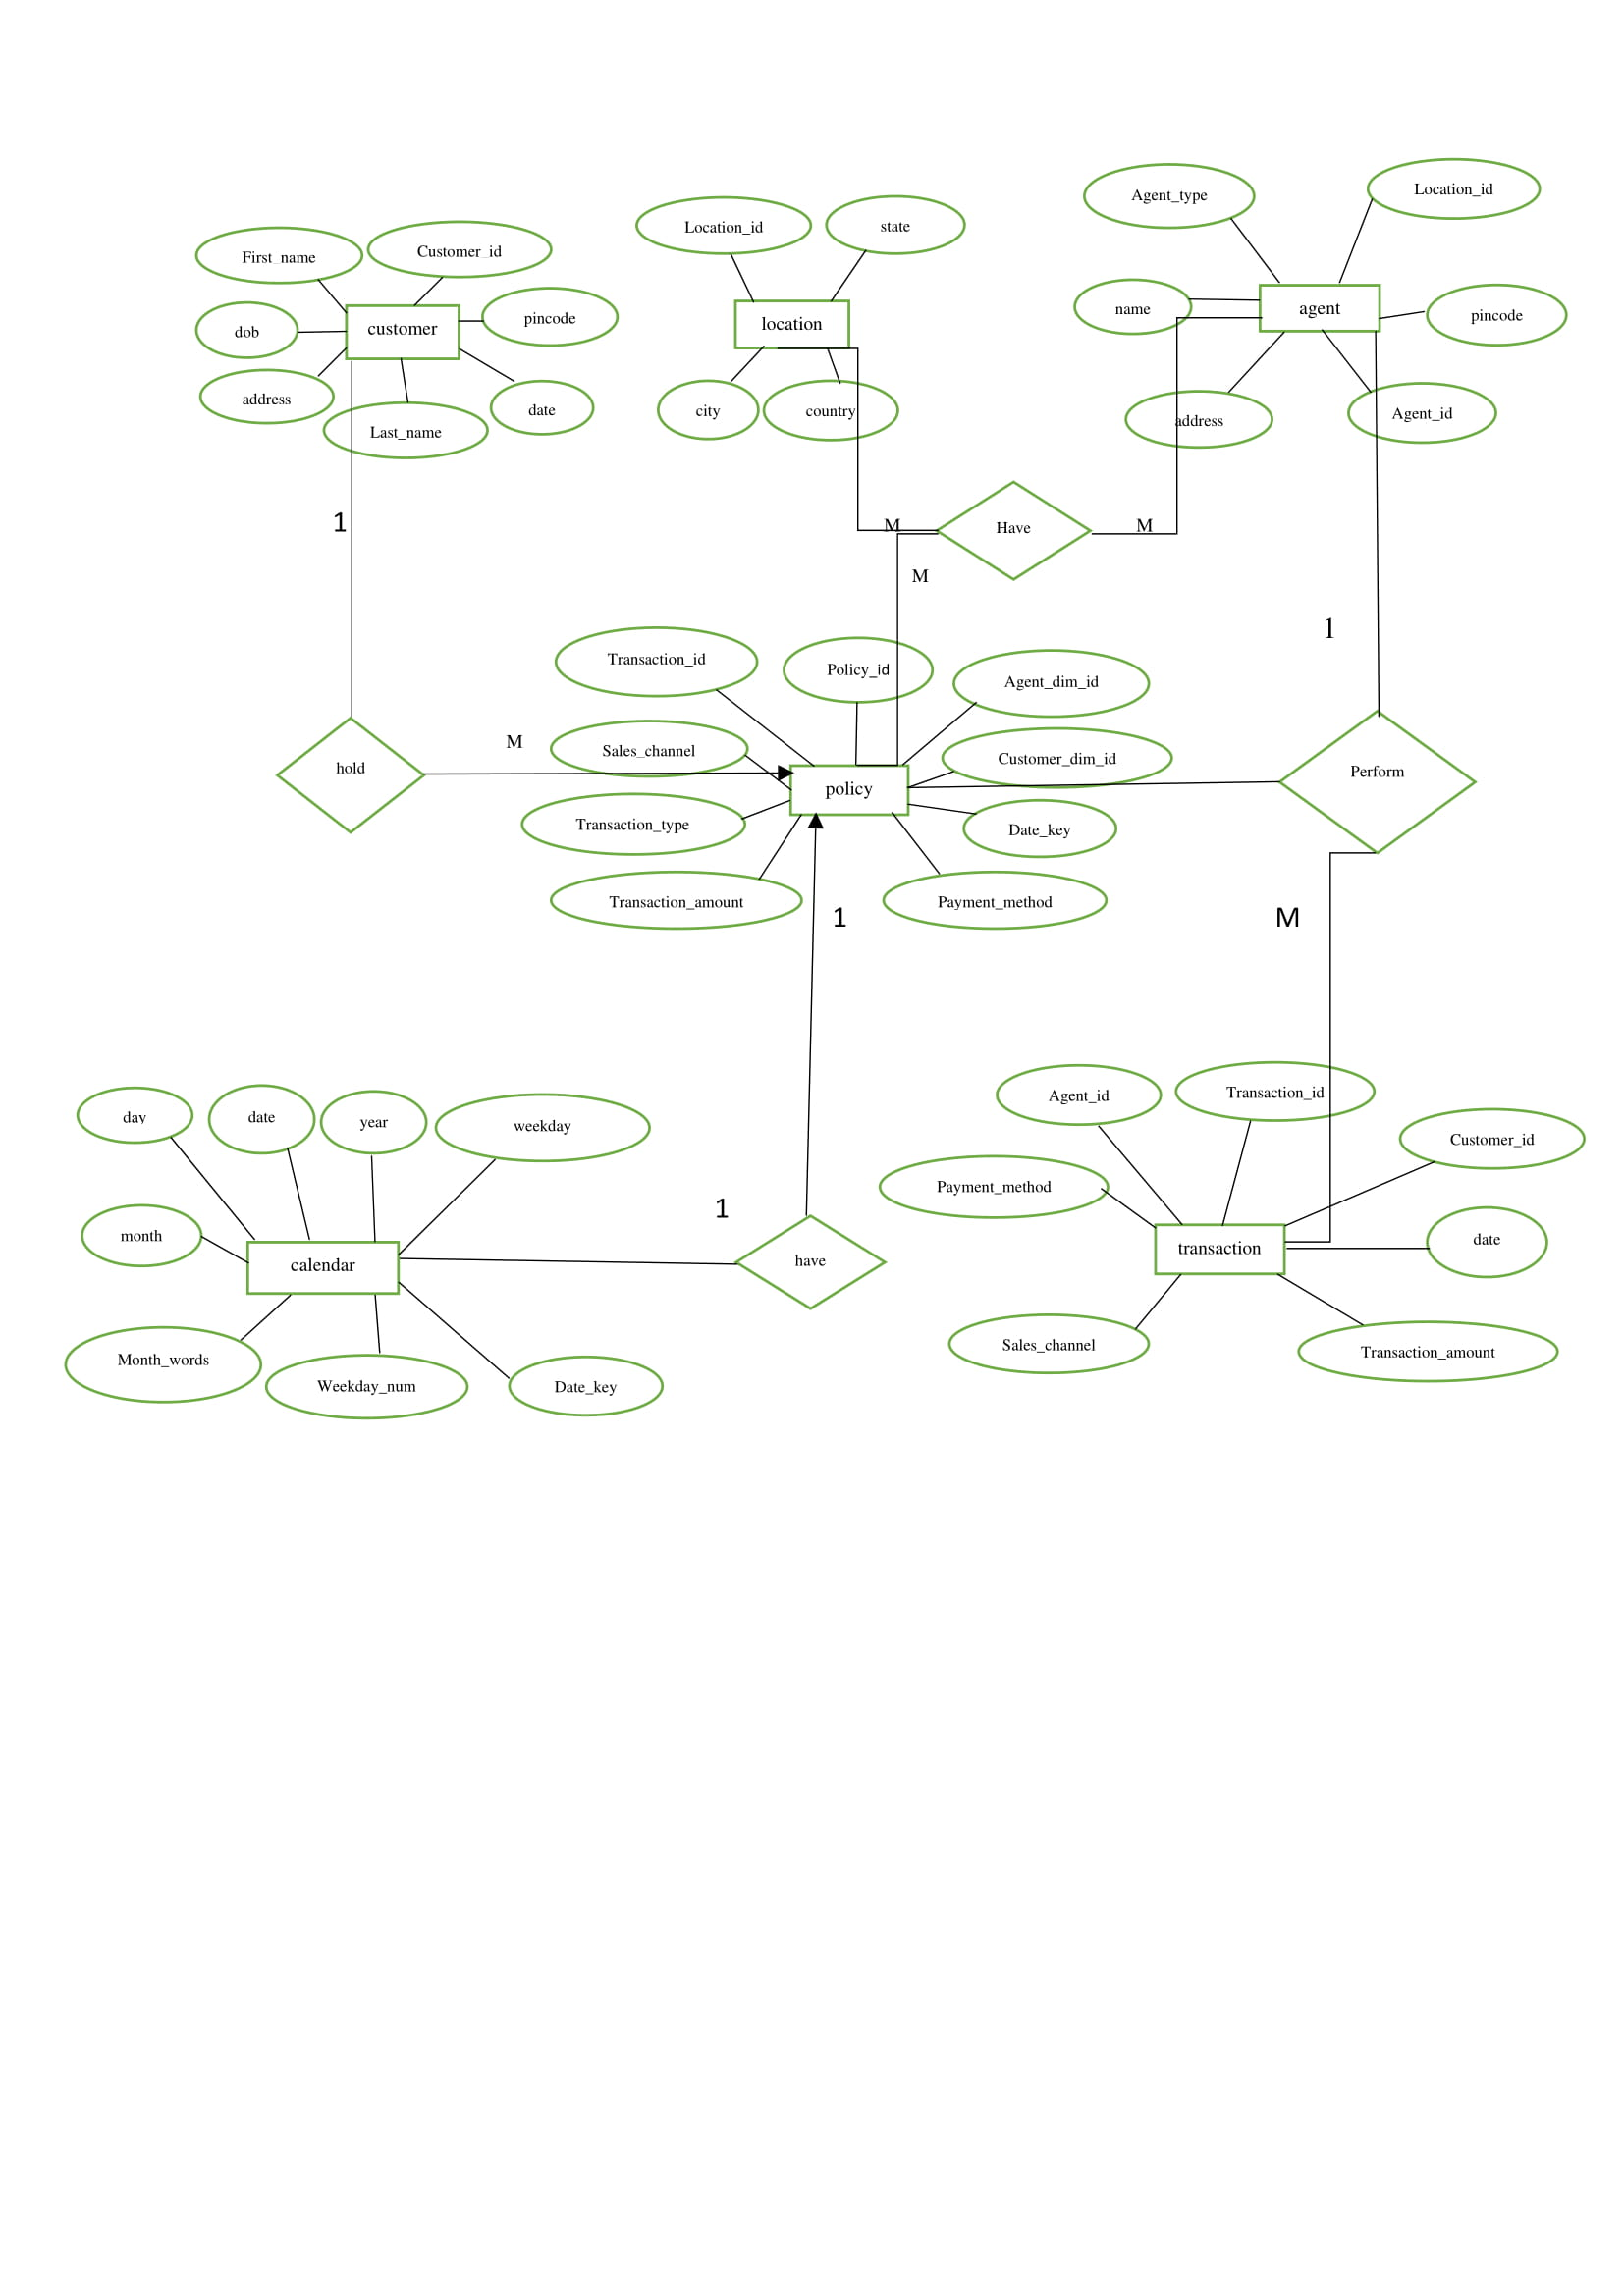 Agent_type
Location_id
Location_id
state
First_name
Customer_id
customer
pincode
dob
location
name
agent
pincode
address
Last_name
date
city
country
address
Agent_id
1
M
Have
M
M
1
Transaction_id
Policy_id
Agent_dim_id
hold
M
Sales_channel
Customer_dim_id
Perform
policy
Transaction_type
Date_key
Transaction_amount
Payment_method
1
M
day
date
year
weekday
Agent_id
Transaction_id
Customer_id
Payment_method
1
month
calendar
have
transaction
date
Month_words
Weekday_num
Date_key
Sales_channel
Transaction_amount